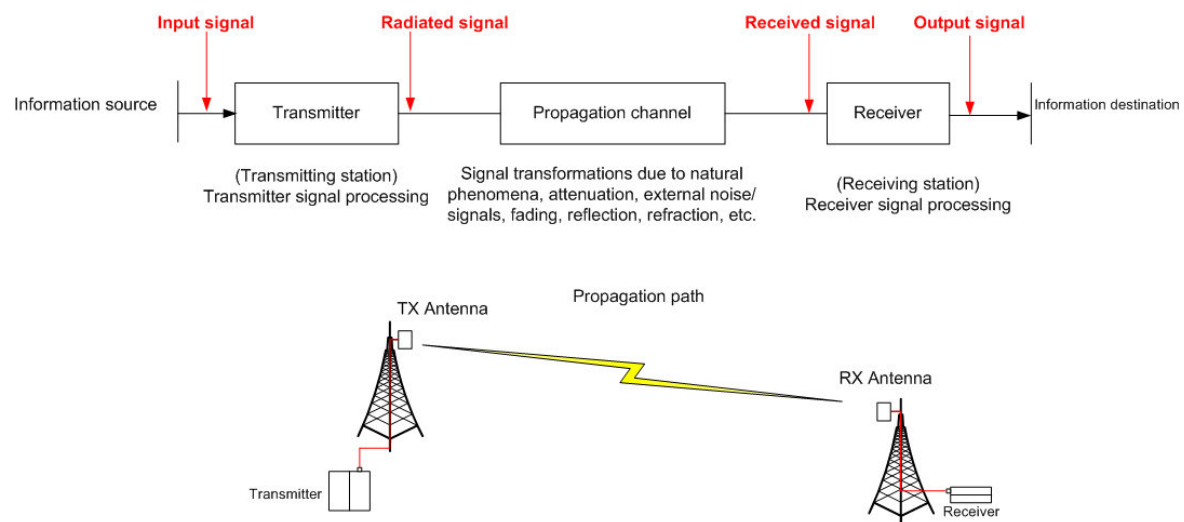 Input signal
Radiated signal
Received signal
Output signal
Information source
Transmitter
Propagation channel
Receiver
Information destination
(Transmitting station)
Transmitter signal processing
Signal transformations due to natural
phenomena, attenuation, external noise/
signals, fading, reflection, refraction, etc.
(Receiving station)
Receiver signal processing
Propagation path
TX Antenna
RX Antenna
Transmitter
Receiver